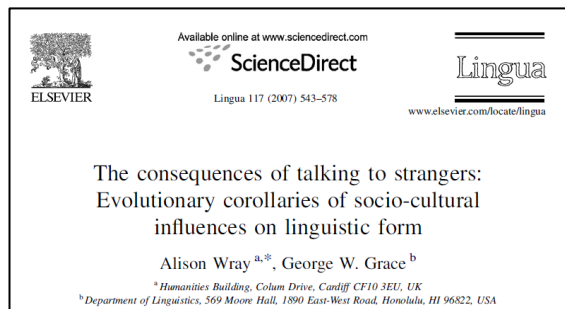 Available online at www.sciencedirect.com
ScienceDirect
ELSEVIER
Lingua 117 (2007) 543–578
Lingua
www.elsevier.com/locate/lingua
The consequences of talking to strangers:
Evolutionary corollaries of socio-cultural
influences on linguistic form
Alison Wray a,*, George W. Grace b
a Humanities Building, Colum Drive, Cardiff CF10 3EU, UK
b Department of Linguistics, 569 Moore Hall, 1890 East-West Road, Honolulu, HI 96822, USA